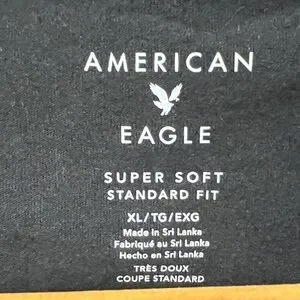 AMERICAN
EAGLE
SUPER SOFT
STANDARD FIT
XL/TG/EXG
Made in Sri Lanka
Fabriqué au Sri Lanka
Hecho en Sri Lanka
TRÈS DOUX
COUPE STANDARD